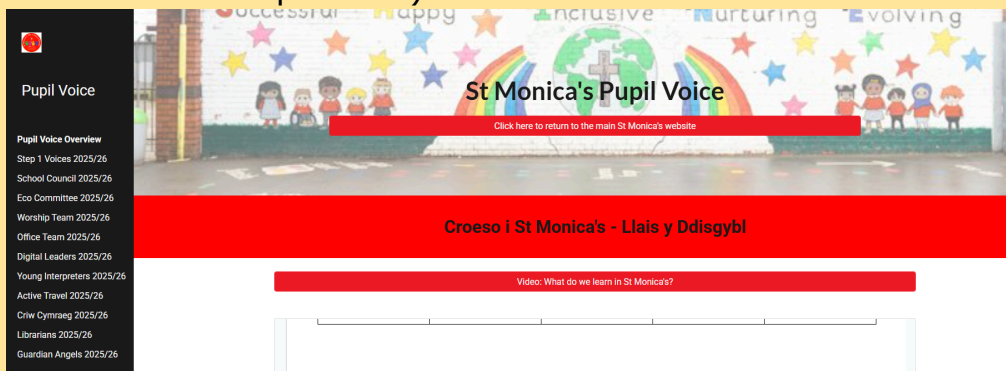 Successful Happy Inclusive Nurturing Evolving
Pupil Voice
St Monica's Pupil Voice
Click here to return to the main St Monica's website
Pupil Voice Overview
Step 1 Voices 2025/26
School Council 2025/26
Eco Committee 2025/26
Worship Team 2025/26
Office Team 2025/26
Digital Leaders 2025/26
Young Interpreters 2025/26
Active Travel 2025/26
Criw Cymraeg 2025/26
Librarians 2025/26
Guardian Angels 2025/26
Croeso i St Monica's - Llais y Ddisgybl
Video: What do we learn in St Monica's?